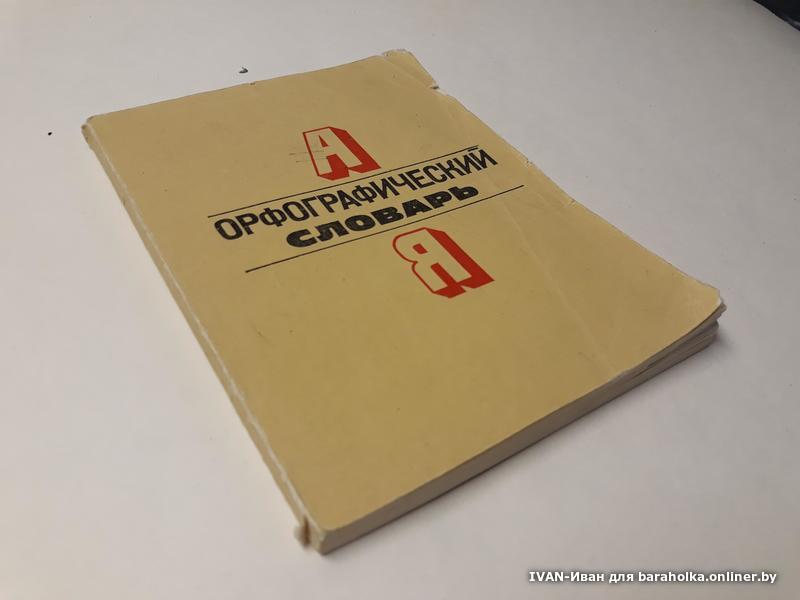 А
ОРФОГРАФИЧЕСКИЙ
СЛОВАРЬ
Я
IVAN-Иван для baraholka.onliner.by